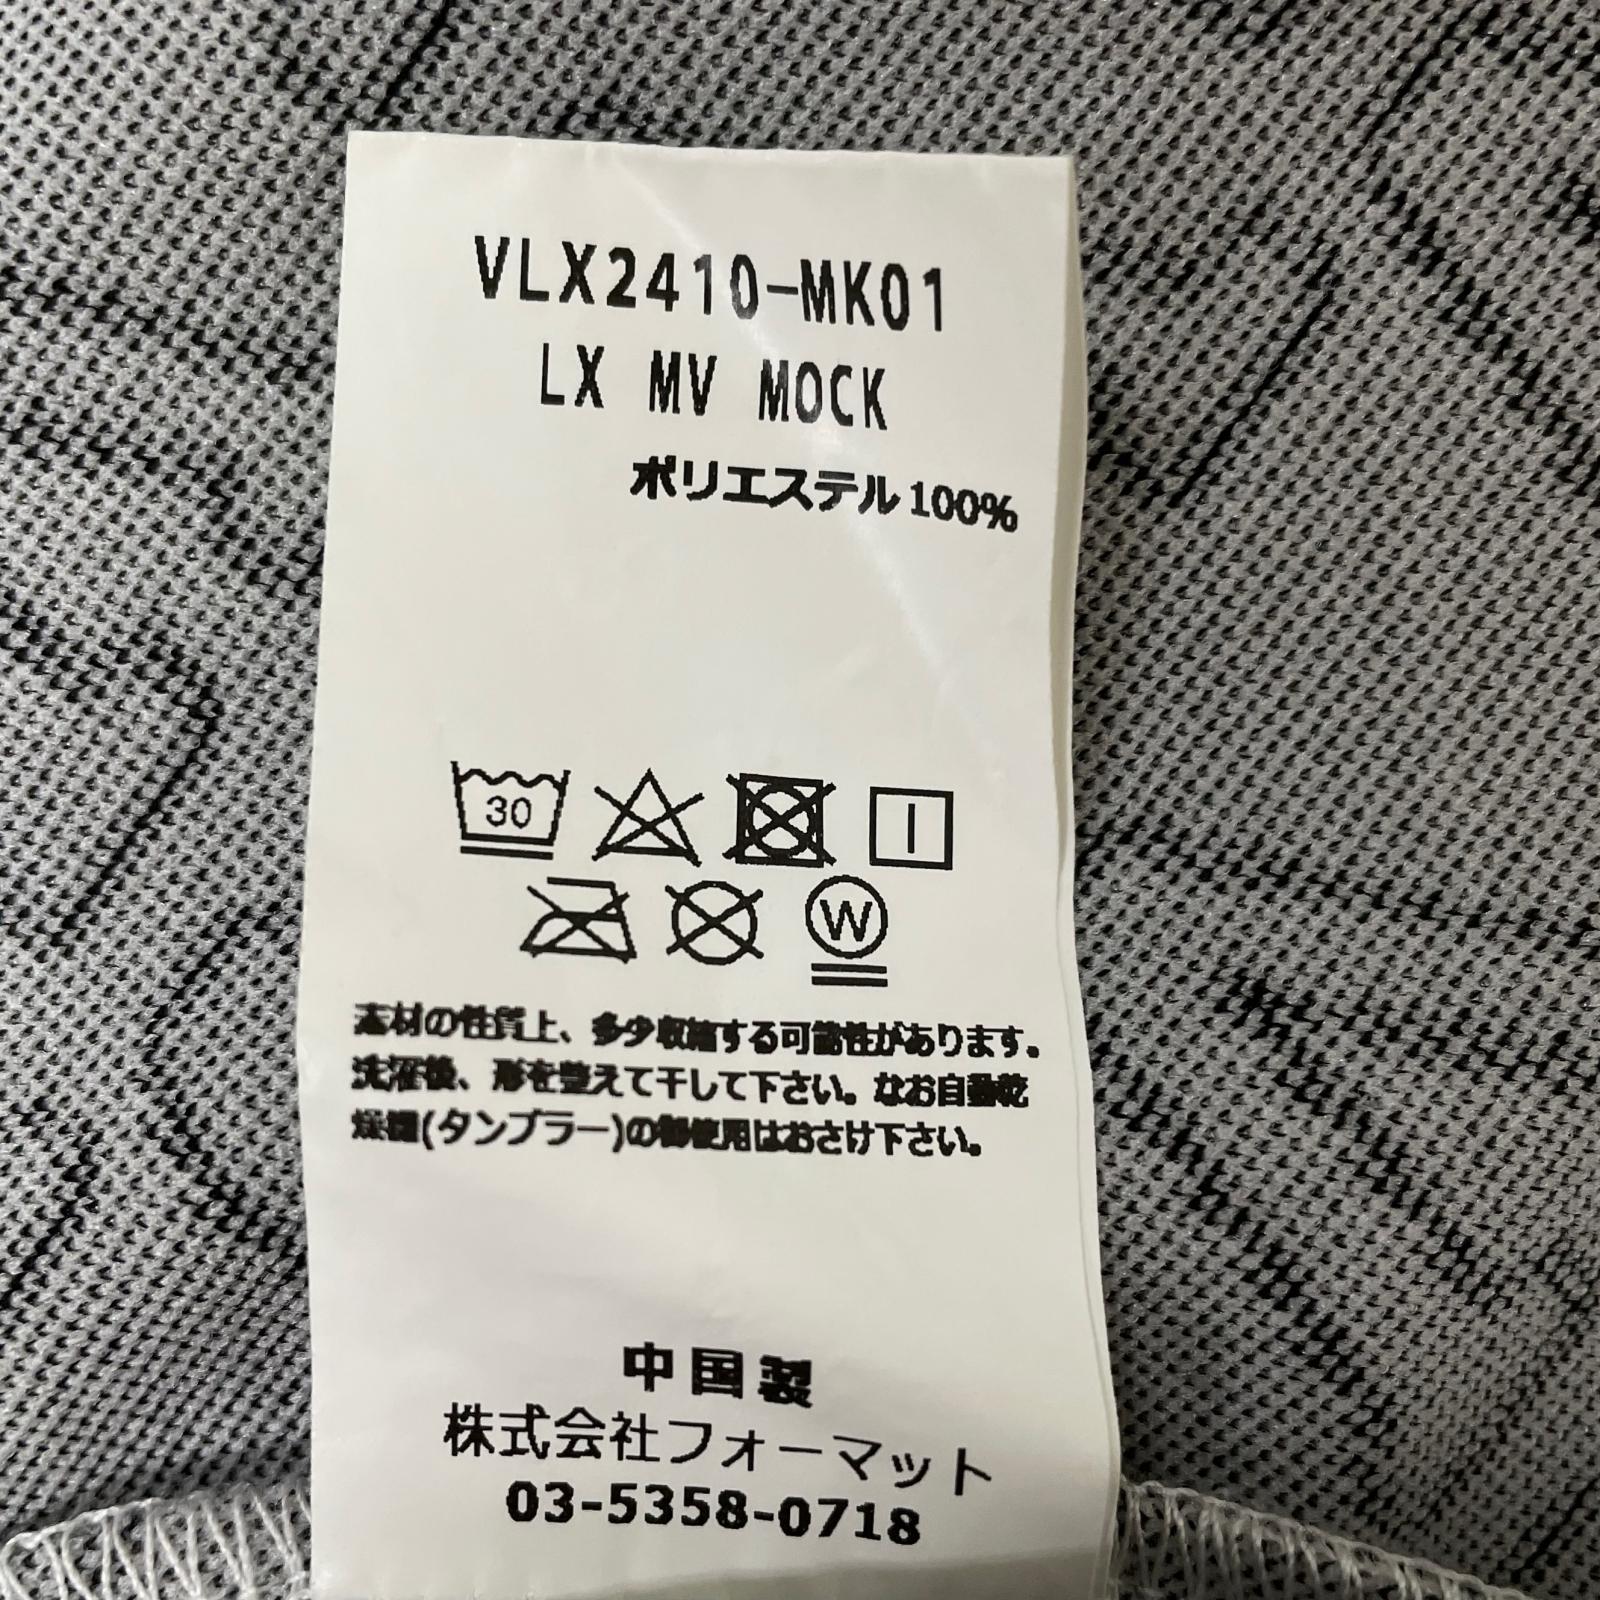 VLX2410-MK01
LX MV MOCK
ポリエステル100%
30
W
素材の性質上、多少収縮する可能性があります。
洗濯後、形を整えて干して下さい。なお自動乾
燥機(タンブラー)の御使用はおさけ下さい。
中国製
株式会社フォーマット
03-5358-0718